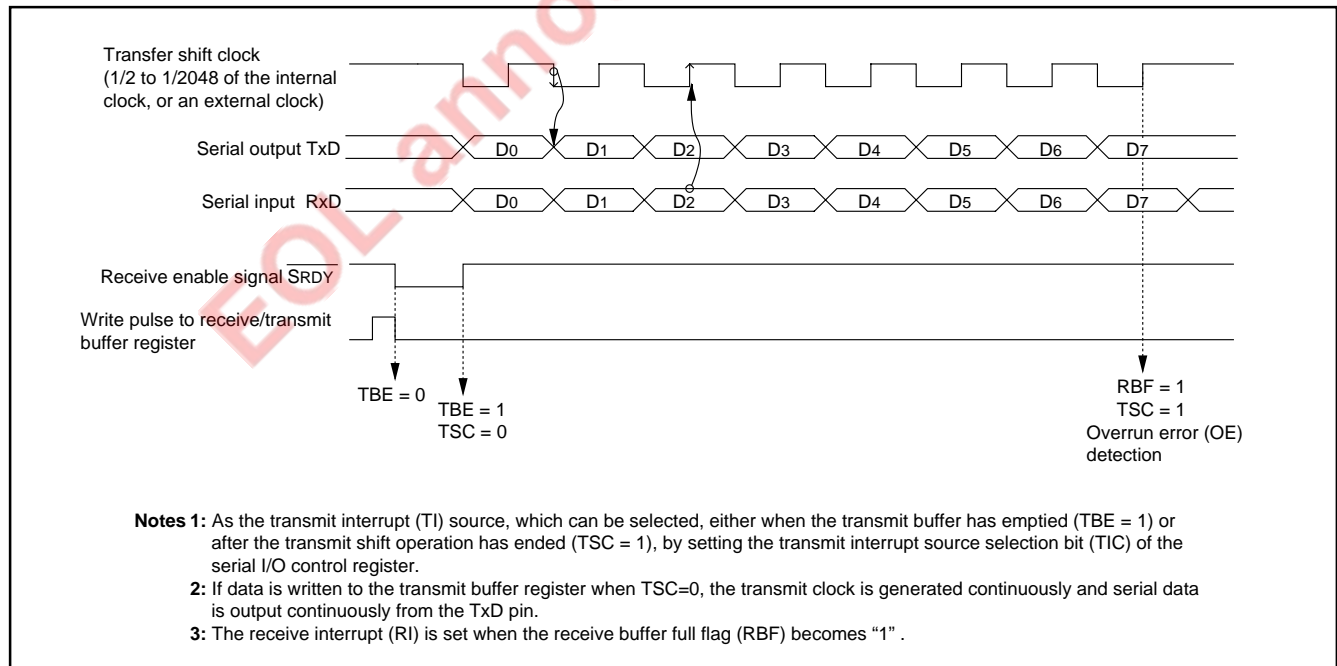 EOL anno
Transfer shift clock
(1/2 to 1/2048 of the internal
clock, or an external clock)
Serial output TxD
D0 D1 D2 D3 D4 D5 D6 D7
Serial input RxD
D0 D1 D2 D3 D4 D5 D6 D7
Receive enable signal SRDY
Write pulse to receive/transmit
buffer register
TBE = 0
TBE = 1
TSC = 0
RBF = 1
TSC = 1
Overrun error (OE)
detection
Notes 1: As the transmit interrupt (TI) source, which can be selected, either when the transmit buffer has emptied (TBE = 1) or
after the transmit shift operation has ended (TSC = 1), by setting the transmit interrupt source selection bit (TIC) of the
serial I/O control register.
2: If data is written to the transmit buffer register when TSC=0, the transmit clock is generated continuously and serial data
is output continuously from the TxD pin.
3: The receive interrupt (RI) is set when the receive buffer full flag (RBF) becomes “1” .